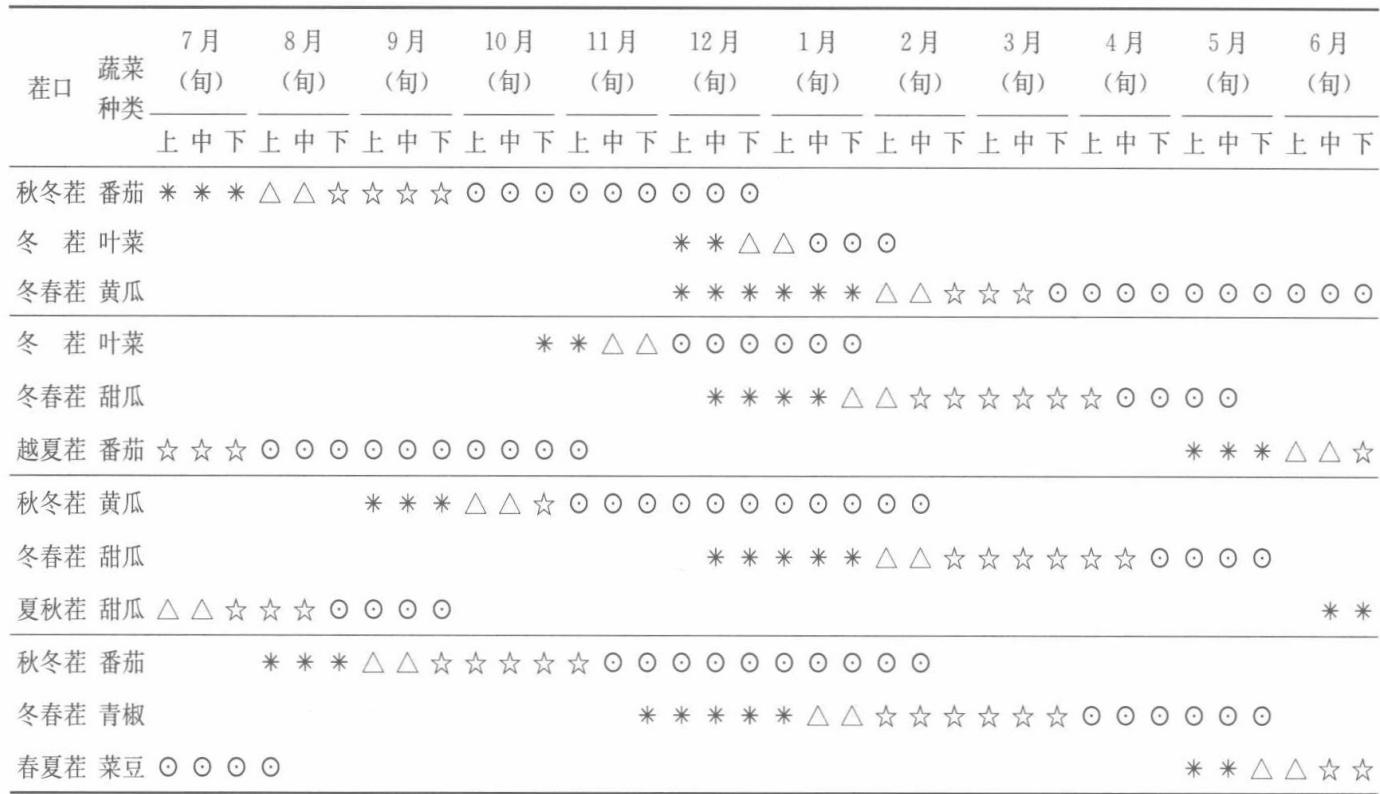 7月 8月 9月 10月 11月 12月 1月 2月 3月 4月 5月 6月
茬口 蔬菜种类 (旬) (旬) (旬) (旬) (旬) (旬) (旬) (旬) (旬) (旬) (旬) (旬)
上 中 下 上 中 下 上 中 下 上 中 下 上 中 下 上 中 下 上 中 下 上 中 下 上 中 下 上 中 下 上 中 下 上 中 下
秋冬茬 番茄 * * * △ △ ☆ ☆ ☆ ☆ ⊙ ⊙ ⊙ ⊙ ⊙ ⊙ ⊙ ⊙ ⊙
冬 茬 叶菜 * * △ △ ⊙ ⊙ ⊙
冬春茬 黄瓜 * * * * * * △ △ ☆ ☆ ☆ ⊙ ⊙ ⊙ ⊙ ⊙ ⊙ ⊙ ⊙ ⊙ ⊙
冬 茬 叶菜 * * △ △ ⊙ ⊙ ⊙ ⊙ ⊙ ⊙
冬春茬 甜瓜 * * * * △ △ ☆ ☆ ☆ ☆ ☆ ☆ ⊙ ⊙ ⊙ ⊙
越夏茬 番茄 ☆ ☆ ☆ ⊙ ⊙ ⊙ ⊙ ⊙ ⊙ ⊙ ⊙ ⊙ ⊙ * * * △ △ ☆
秋冬茬 黄瓜 * * * △ △ ☆ ⊙ ⊙ ⊙ ⊙ ⊙ ⊙ ⊙ ⊙ ⊙ ⊙ ⊙
冬春茬 甜瓜 * * * * * △ △ ☆ ☆ ☆ ☆ ☆ ☆ ⊙ ⊙ ⊙ ⊙
夏秋茬 甜瓜 △ △ ☆ ☆ ☆ ⊙ ⊙ ⊙ ⊙ * *
秋冬茬 番茄 * * * △ △ ☆ ☆ ☆ ☆ ☆ ⊙ ⊙ ⊙ ⊙ ⊙ ⊙ ⊙ ⊙ ⊙ ⊙
冬春茬 青椒 * * * * * △ △ ☆ ☆ ☆ ☆ ☆ ☆ ⊙ ⊙ ⊙ ⊙ ⊙ ⊙
春夏茬 菜豆 ⊙ ⊙ ⊙ ⊙ * * △ △ ☆ ☆